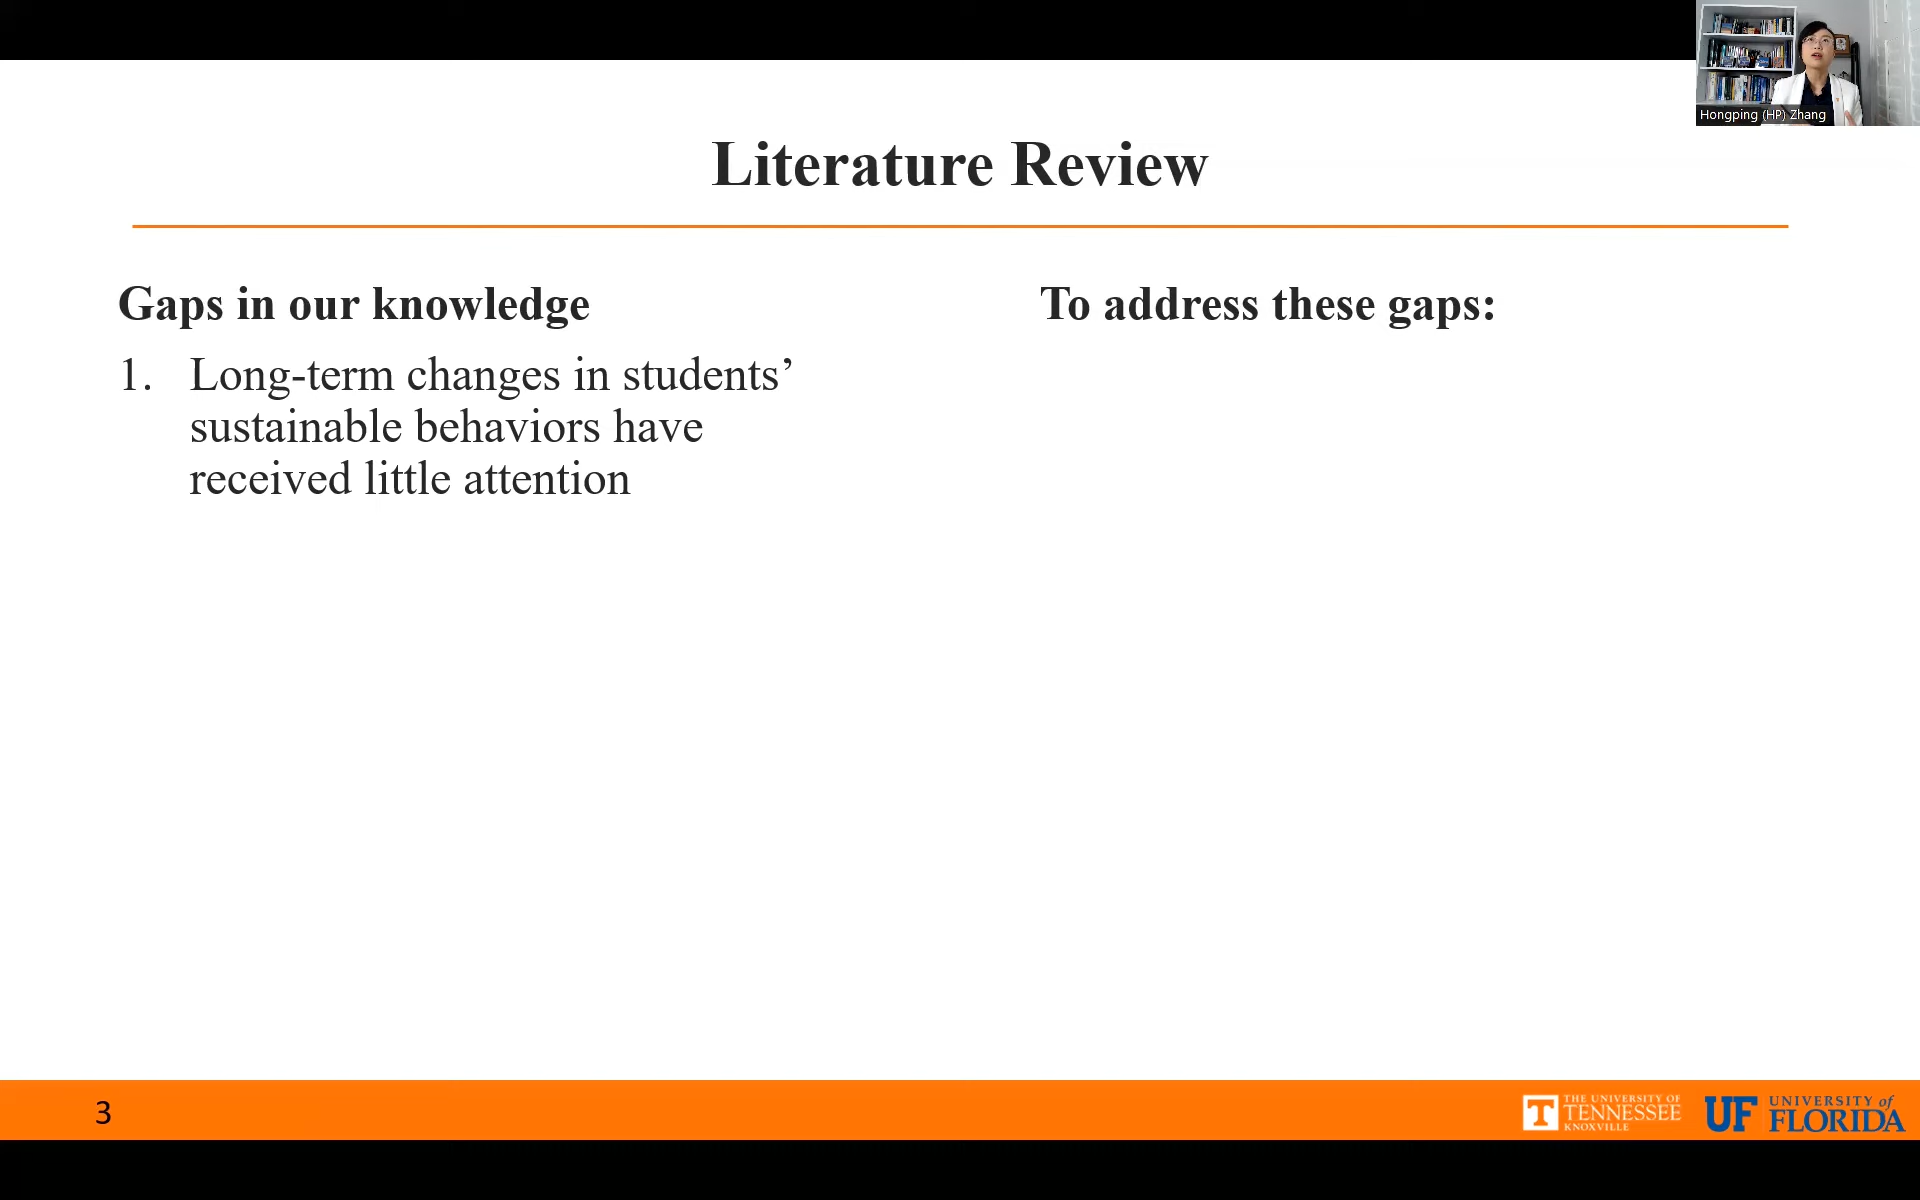 Hongping (HP) Zhang
Literature Review
Gaps in our knowledge
1. Long-term changes in students’
sustainable behaviors have
received little attention
To address these gaps:
3
THE UNIVERSITY OF
TENNESSEE
KNOXVILLE
UF
UNIVERSITY of
FLORIDA